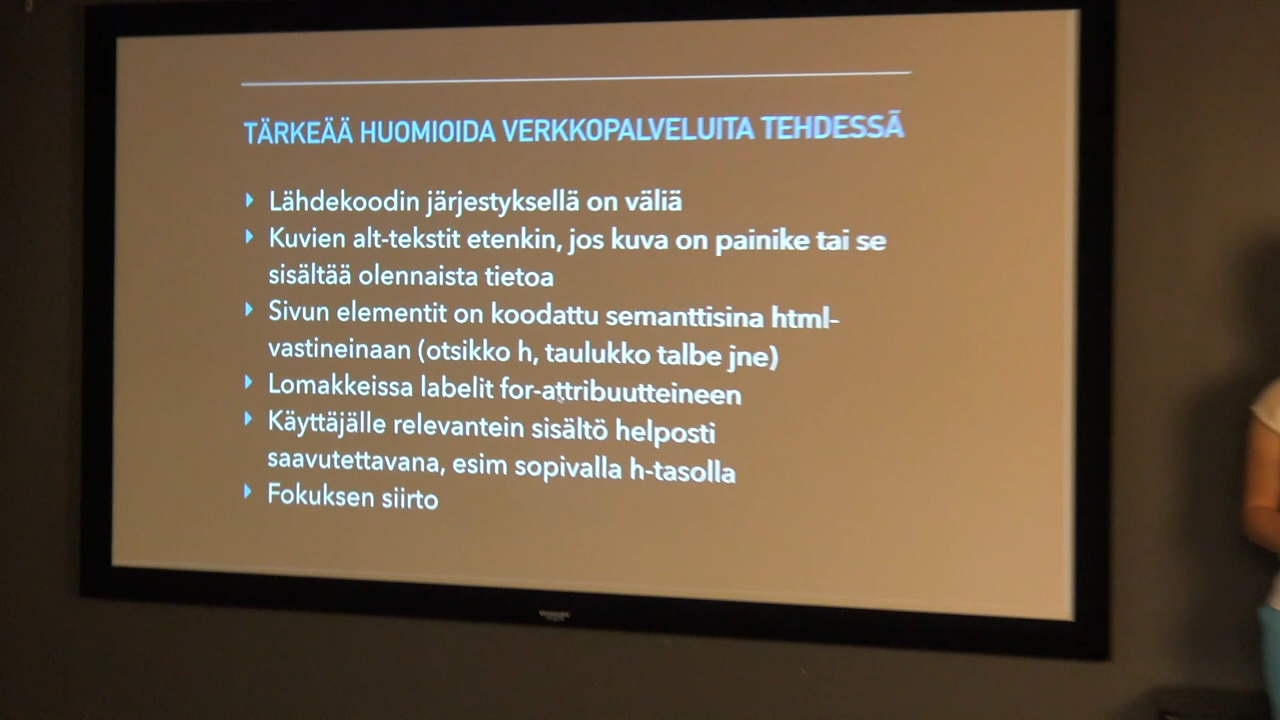 TÄRKEÄÄ HUOMIOIDA VERKKOPALVELUITA TEHDESSÄ
Lähdekoodin järjestyksellä on väliä
Kuvien alt-tekstit etenkin, jos kuva on painike tai se
sisältää olennaista tietoa
Sivun elementit on koodattu semanttisina html-
vastineinaan (otsikko h, taulukko talbe jne)
Lomakkeissa labelit for-attribuutteineen
Käyttäjälle relevantein sisältö helposti
saavutettavana, esim sopivalla h-tasolla
Fokuksen siirto